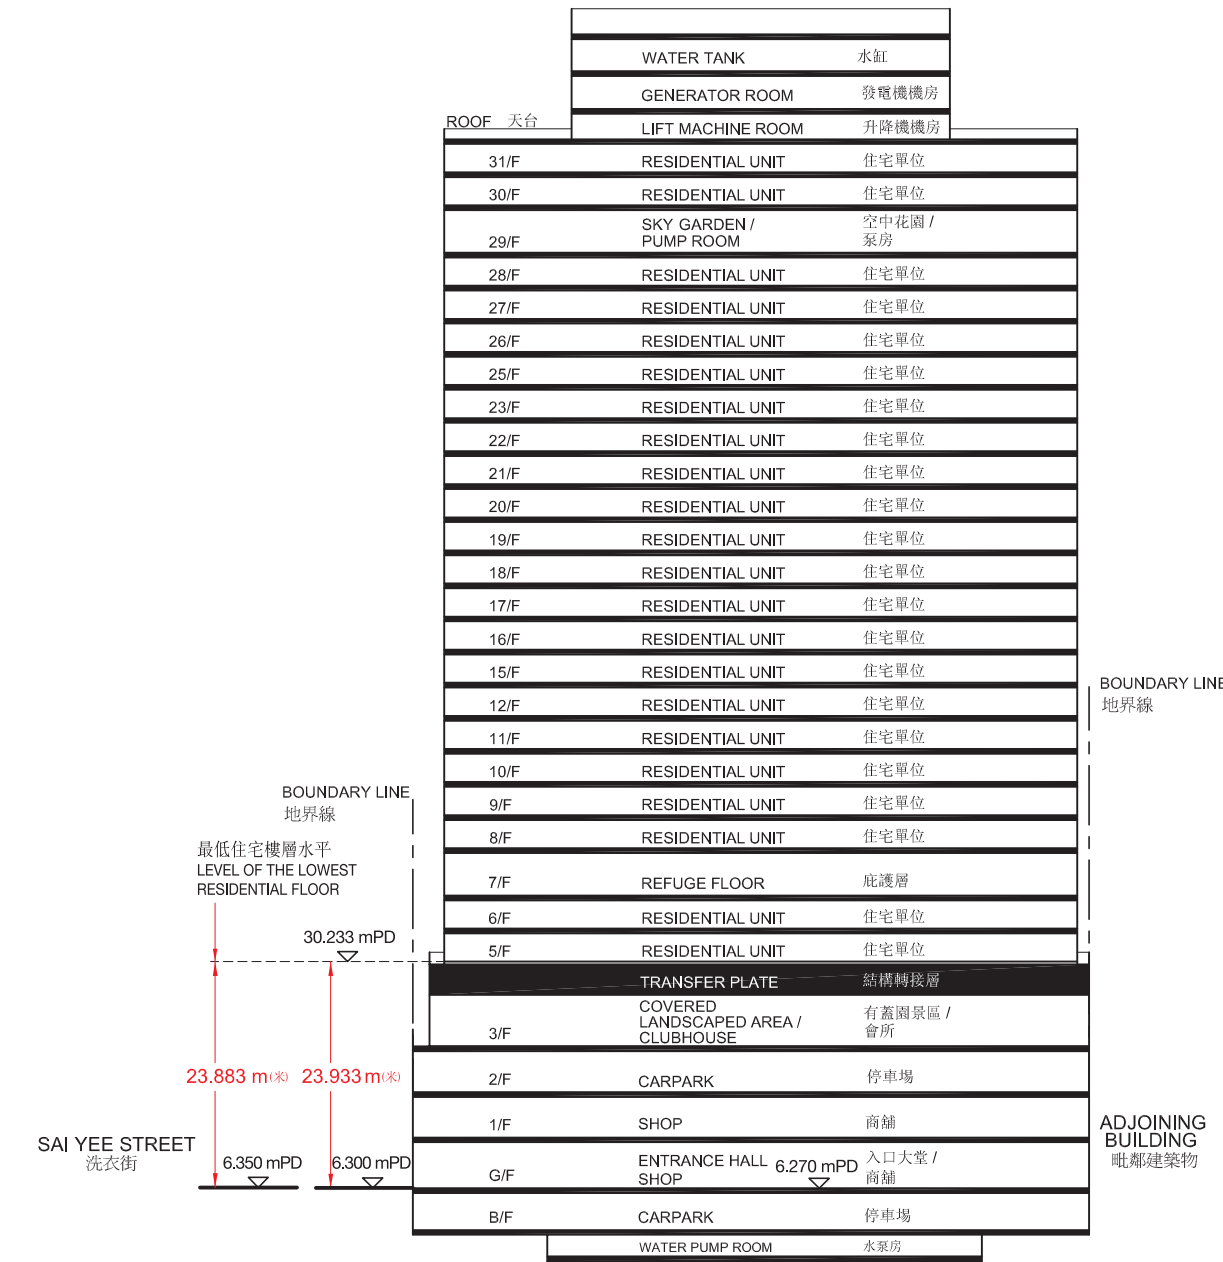 WATER TANK 水缸
GENERATOR ROOM 發電機機房
ROOF 天台
LIFT MACHINE ROOM 升降機機房
31/F RESIDENTIAL UNIT 住宅單位
30/F RESIDENTIAL UNIT 住宅單位
SKY GARDEN / 空中花園 /
29/F PUMP ROOM 泵房
28/F RESIDENTIAL UNIT 住宅單位
27/F RESIDENTIAL UNIT 住宅單位
26/F RESIDENTIAL UNIT 住宅單位
25/F RESIDENTIAL UNIT 住宅單位
23/F RESIDENTIAL UNIT 住宅單位
22/F RESIDENTIAL UNIT 住宅單位
21/F RESIDENTIAL UNIT 住宅單位
20/F RESIDENTIAL UNIT 住宅單位
19/F RESIDENTIAL UNIT 住宅單位
18/F RESIDENTIAL UNIT 住宅單位
17/F RESIDENTIAL UNIT 住宅單位
16/F RESIDENTIAL UNIT 住宅單位
15/F RESIDENTIAL UNIT 住宅單位
BOUNDARY LINE
地界線
12/F RESIDENTIAL UNIT 住宅單位
11/F RESIDENTIAL UNIT 住宅單位
10/F RESIDENTIAL UNIT 住宅單位
BOUNDARY LINE
地界線
9/F RESIDENTIAL UNIT 住宅單位
8/F RESIDENTIAL UNIT 住宅單位
最低住宅樓層水平
LEVEL OF THE LOWEST
RESIDENTIAL FLOOR
7/F REFUGE FLOOR 庇護層
6/F RESIDENTIAL UNIT 住宅單位
30.233 mPD
5/F RESIDENTIAL UNIT 住宅單位
TRANSFER PLATE 結構轉接層
COVERED
LANDSCAPED AREA / 有蓋園景區 /
3/F CLUBHOUSE 會所
23.883 m(米) 23.933 m(米)
2/F CARPARK 停車場
1/F SHOP 商舖
ADJOINING
BUILDING
毗鄰建築物
SAI YEE STREET
洗衣街
6.350 mPD 6.300 mPD
ENTRANCE HALL 6.270 mPD 入口大堂 /
G/F SHOP 商舖
B/F CARPARK 停車場
WATER PUMP ROOM 水泵房